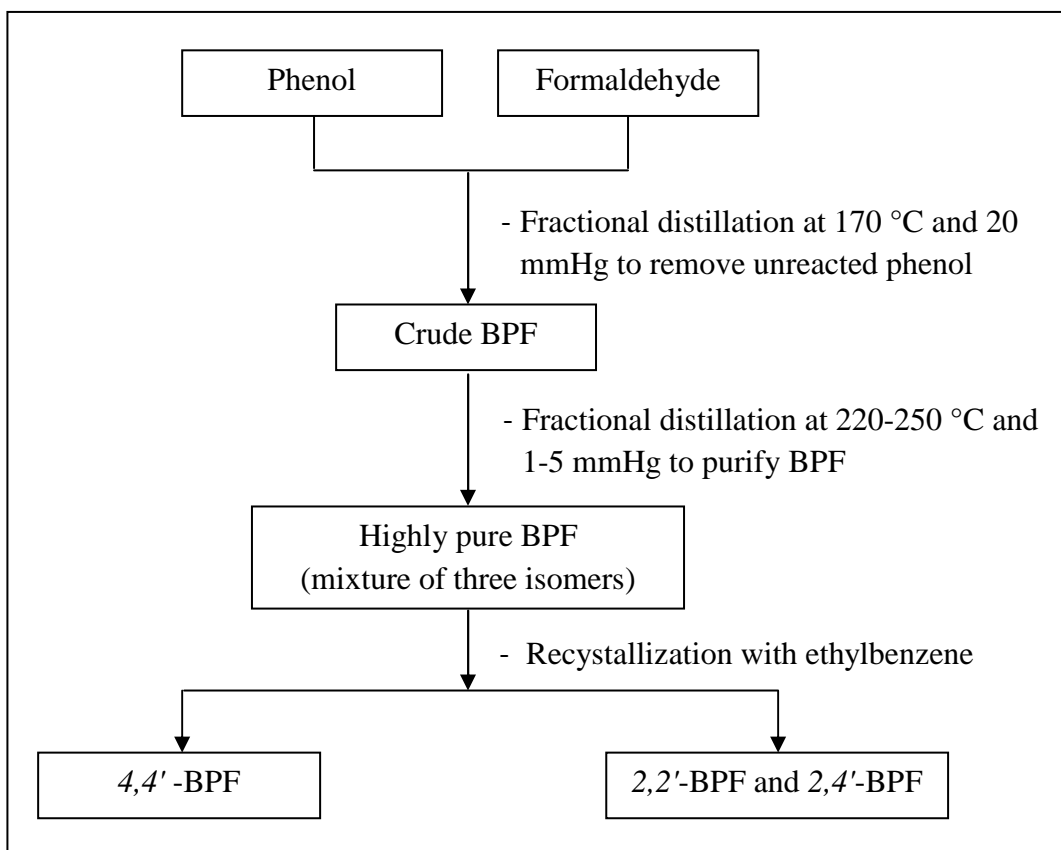 Phenol
Formaldehyde
- Fractional distillation at 170 °C and 20
mmHg to remove unreacted phenol
Crude BPF
- Fractional distillation at 220-250 °C and
1-5 mmHg to purify BPF
Highly pure BPF
(mixture of three isomers)
- Recystallization with ethylbenzene
4,4' -BPF
2,2'-BPF and 2,4'-BPF